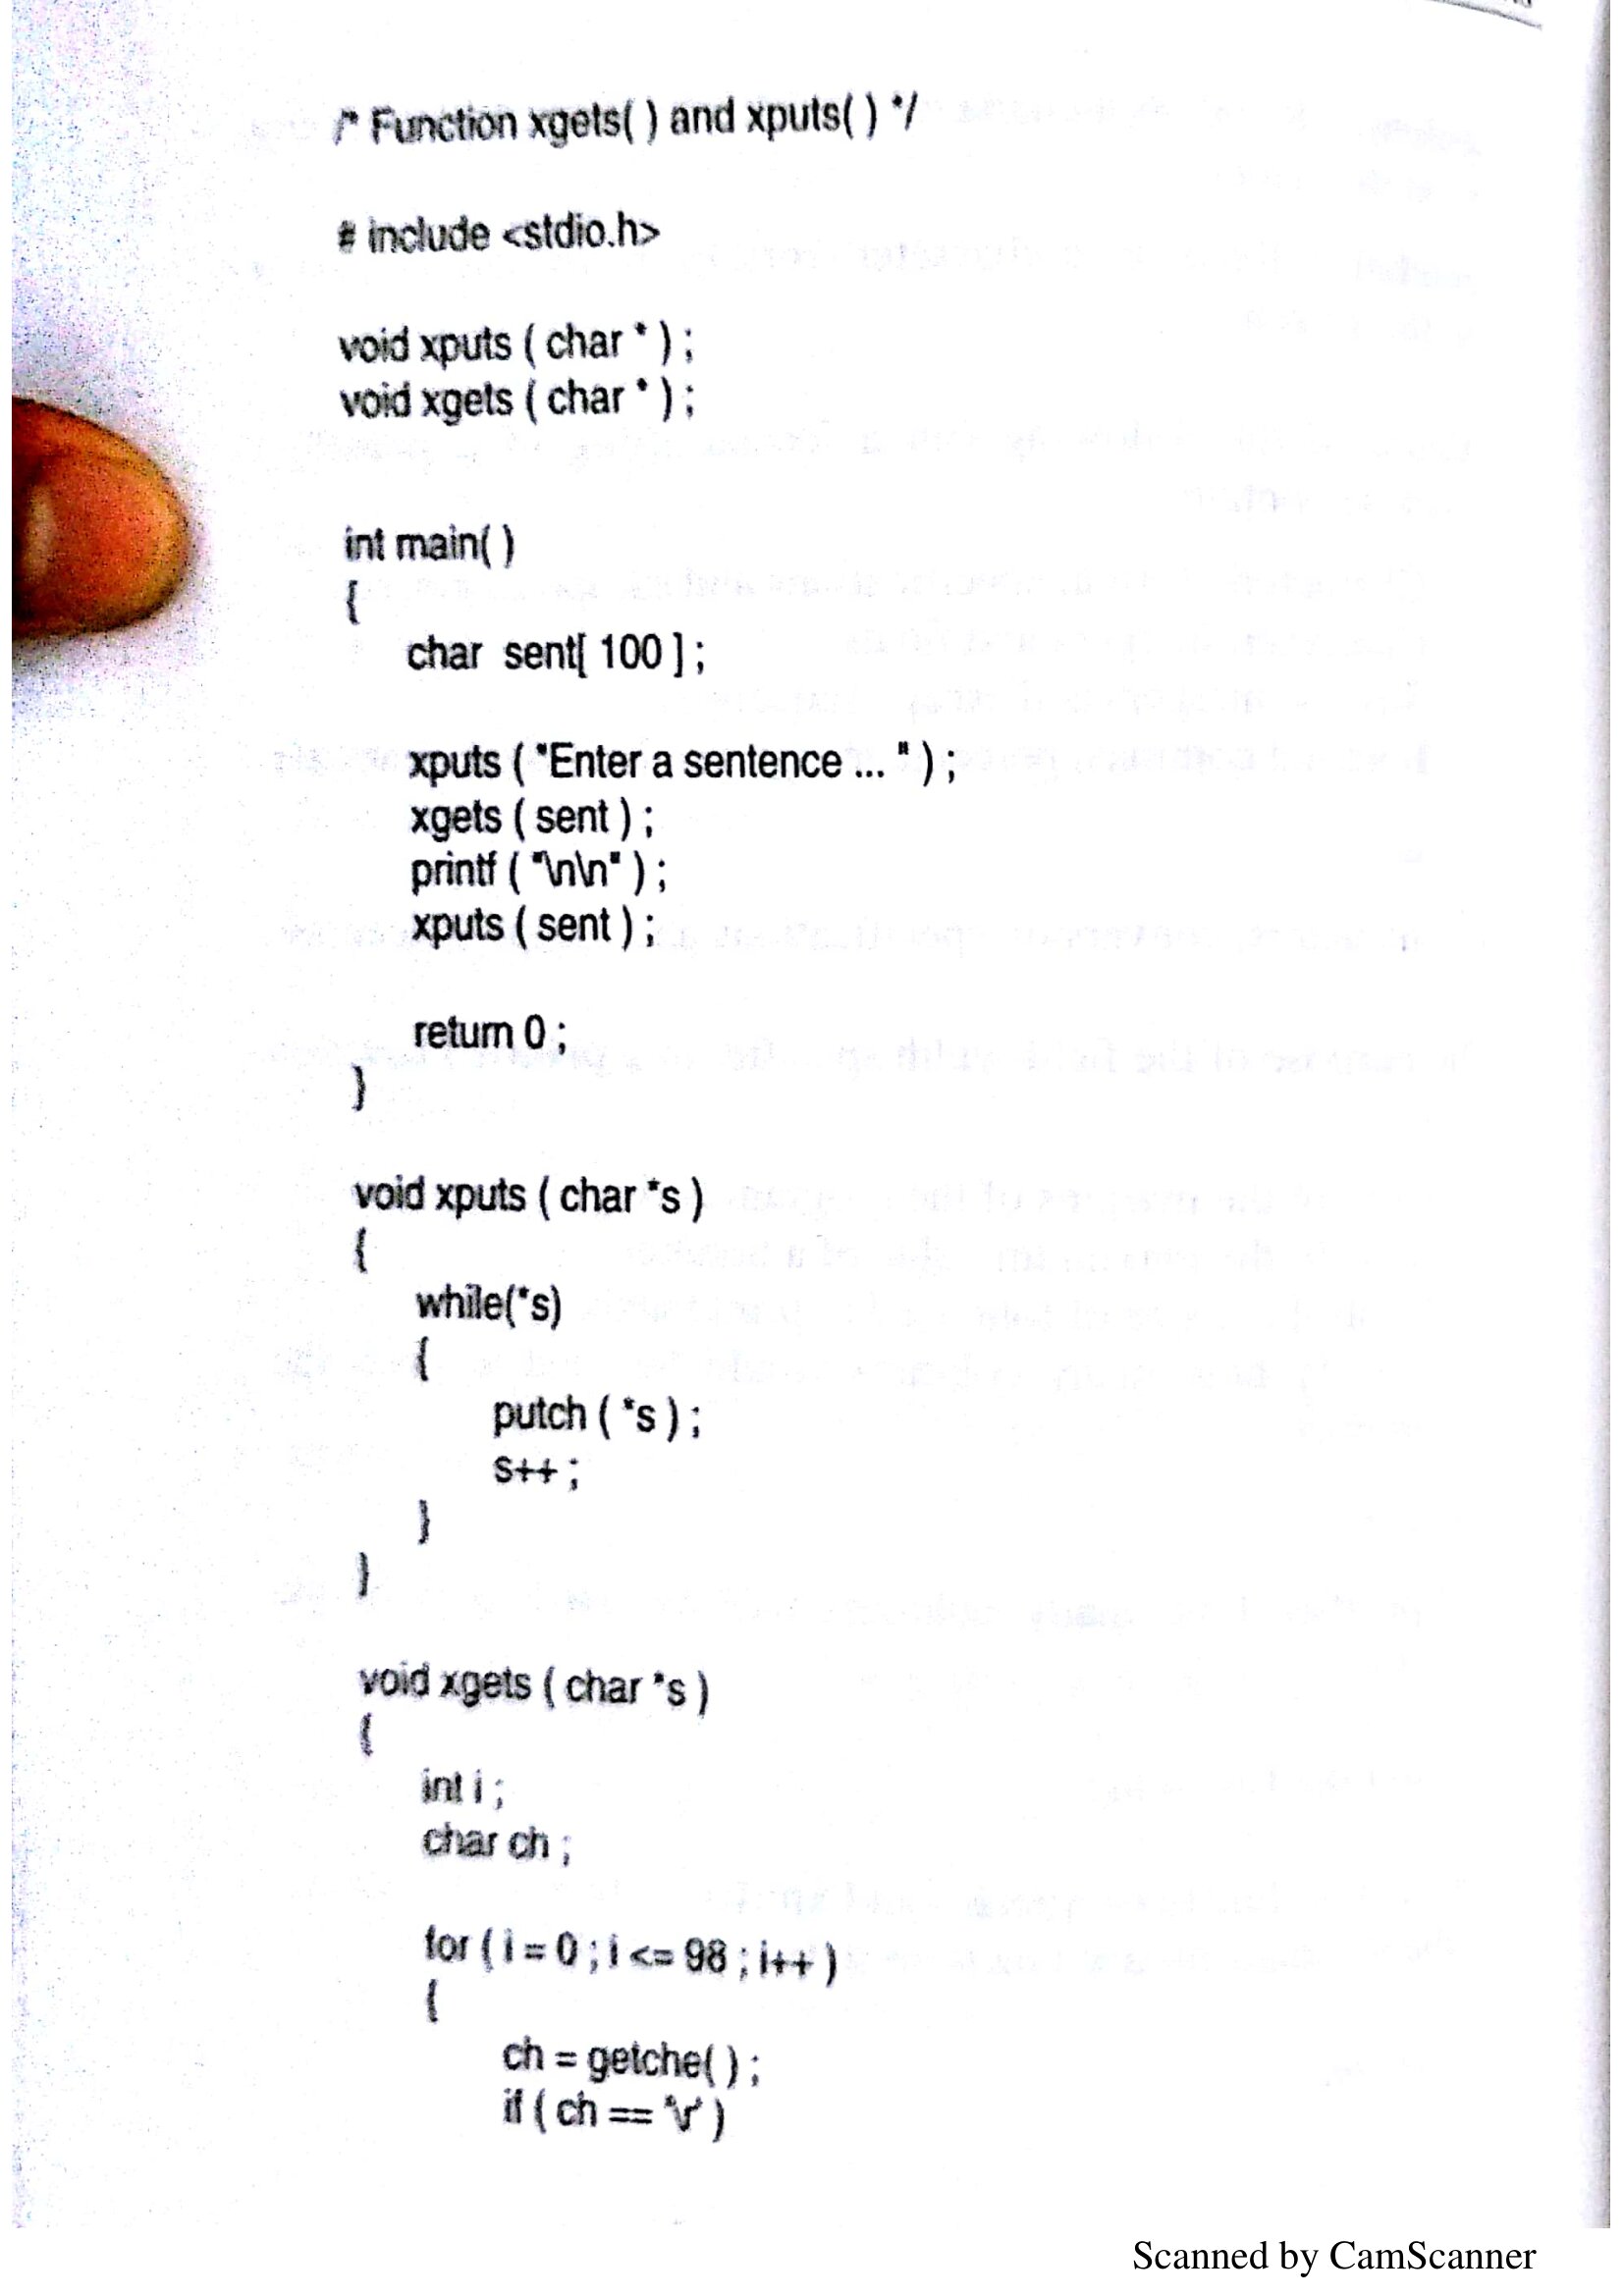 /* Function xgets( ) and xputs( ) */
# include <stdio.h>
void xputs ( char * ) ;
void xgets ( char * ) ;
int main( )
{
char sent[ 100 ] ;
xputs ( "Enter a sentence ... " ) ;
xgets ( sent ) ;
printf ( "\n\n" ) ;
xputs ( sent ) ;
return 0 ;
}
void xputs ( char *s )
{
while(*s)
{
putch ( *s ) ;
s++ ;
}
}
void xgets ( char *s )
{
int i ;
char ch ;
for ( i = 0 ; i <= 98 ; i++ )
{
ch = getche( ) ;
if ( ch == '\r' )
Scanned by CamScanner